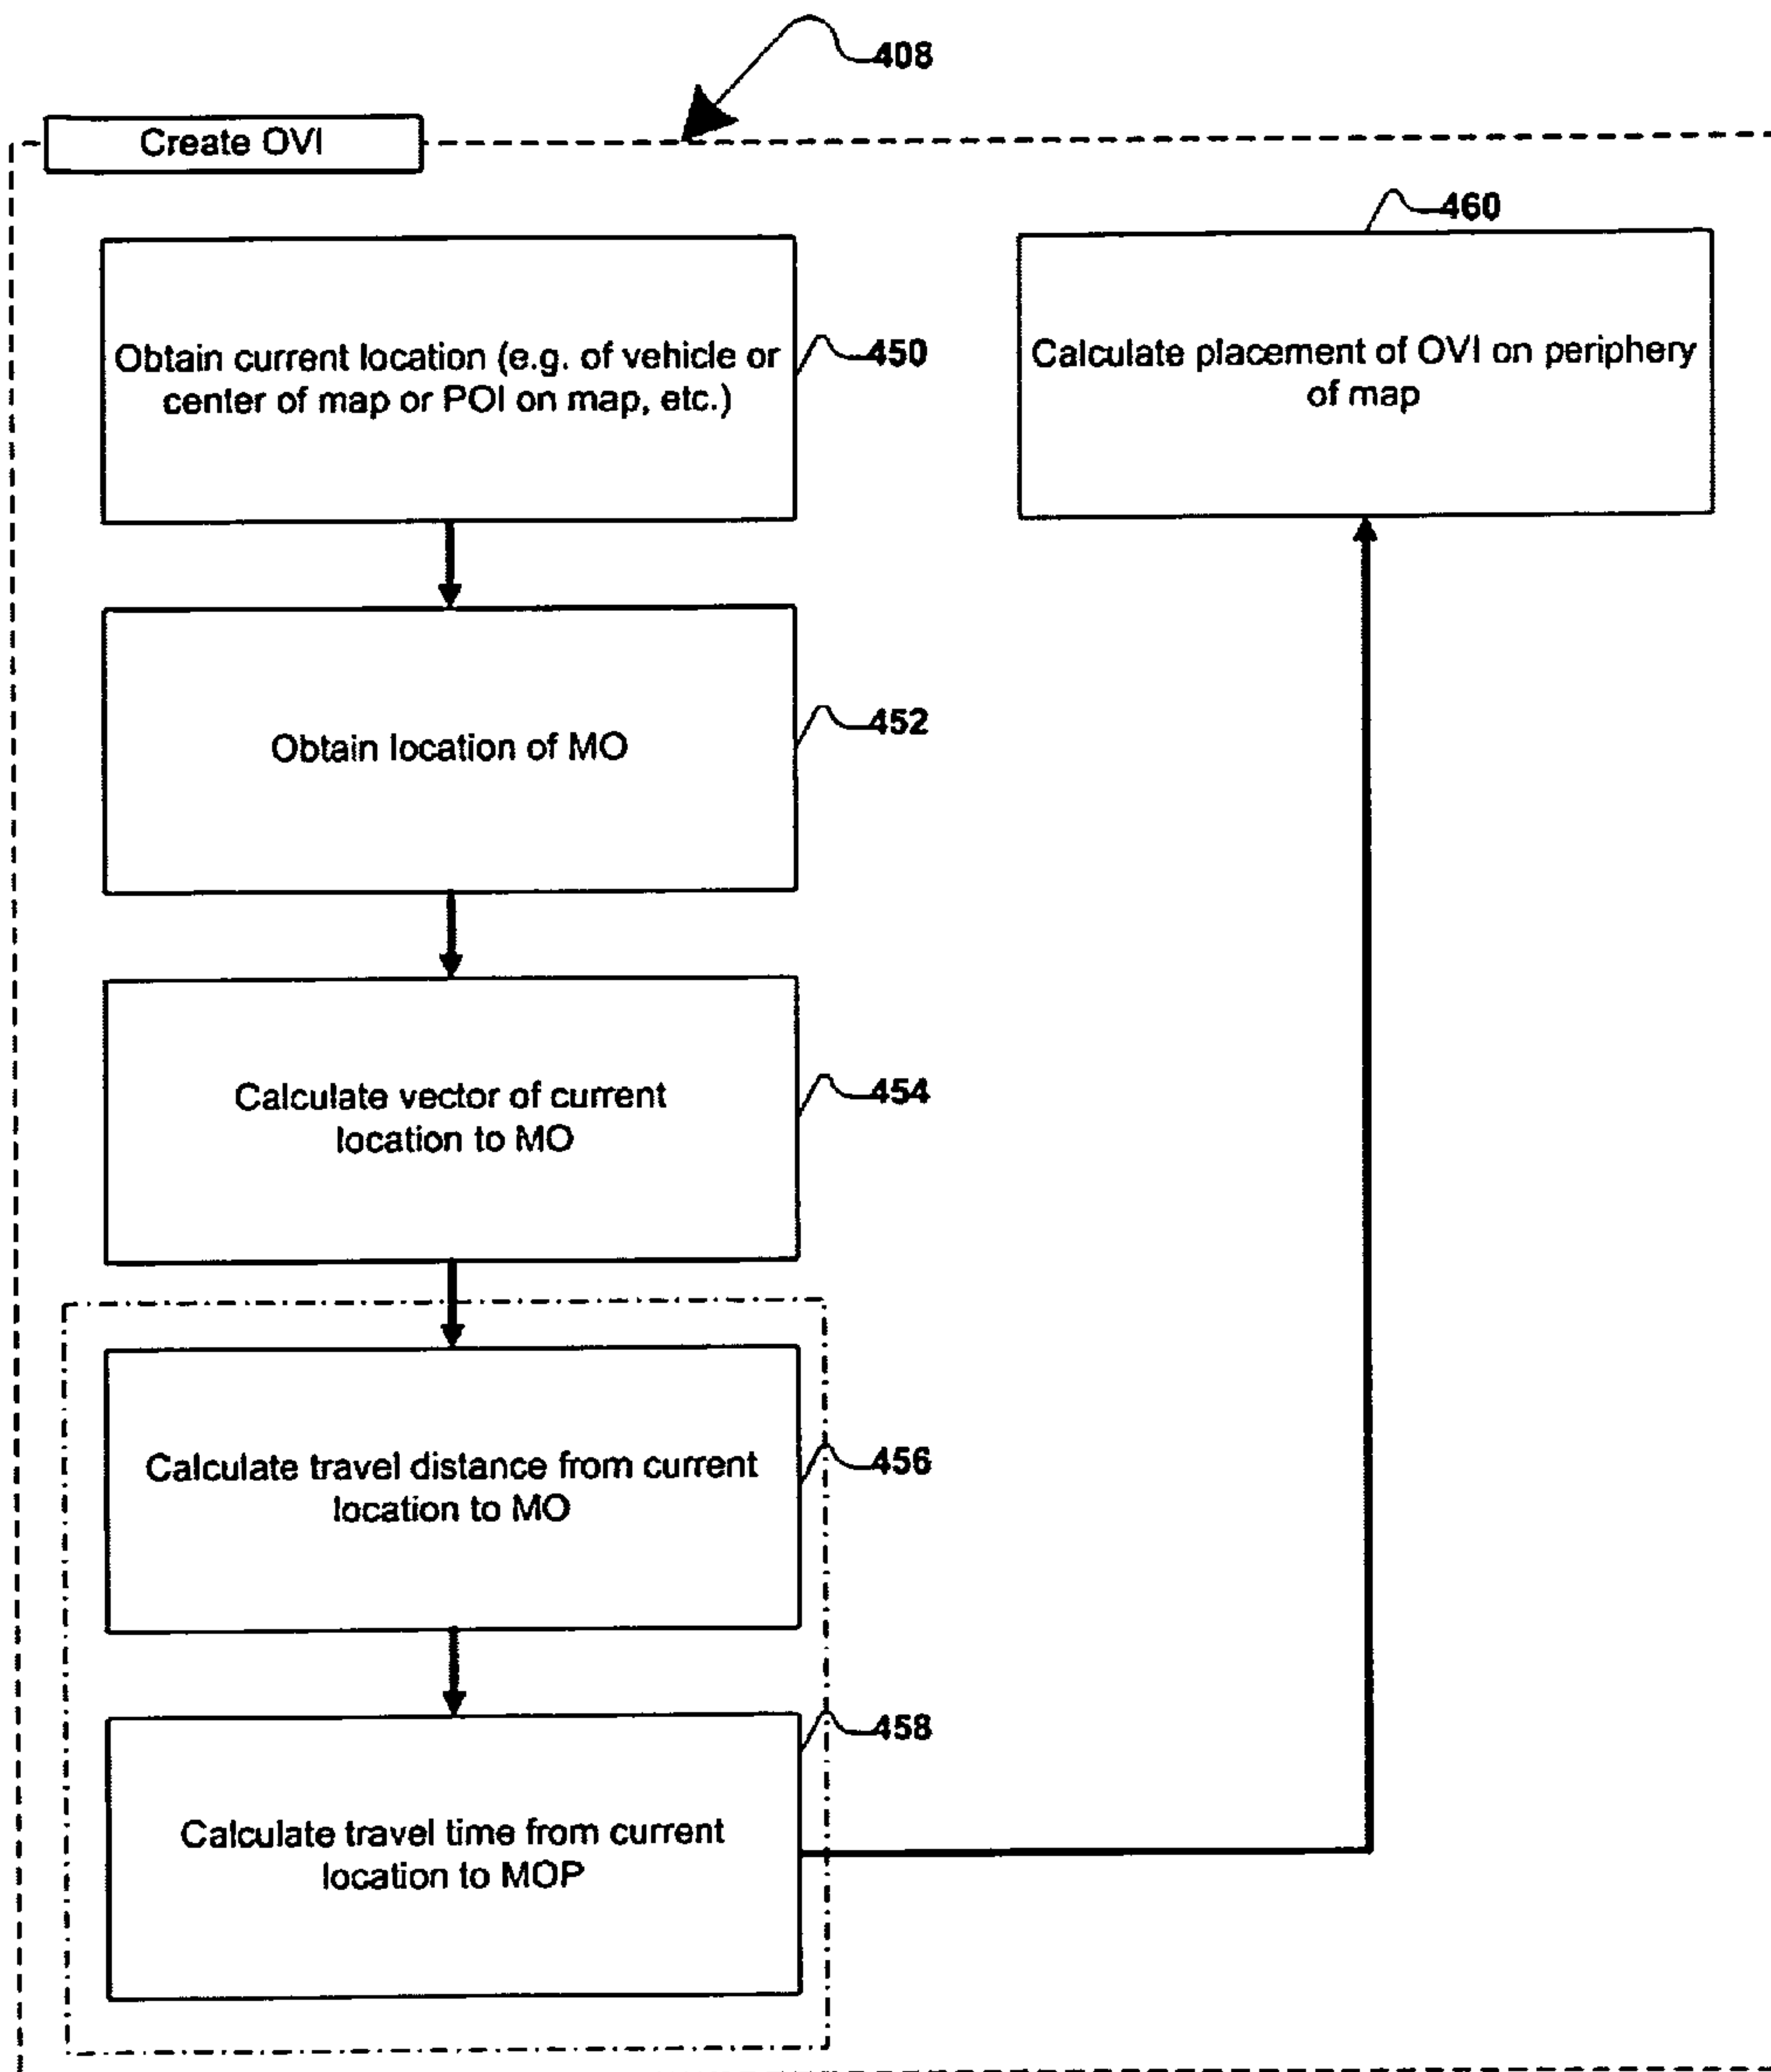 408
Create OVI
460
Obtain current location (e.g. of vehicle or
center of map or POI on map, etc.)
450
Calculate placement of OVI on periphery
of map
Obtain location of MO
452
Calculate vector of current
location to MO
454
Calculate travel distance from current
location to MO
456
Calculate travel time from current
location to MOP
458